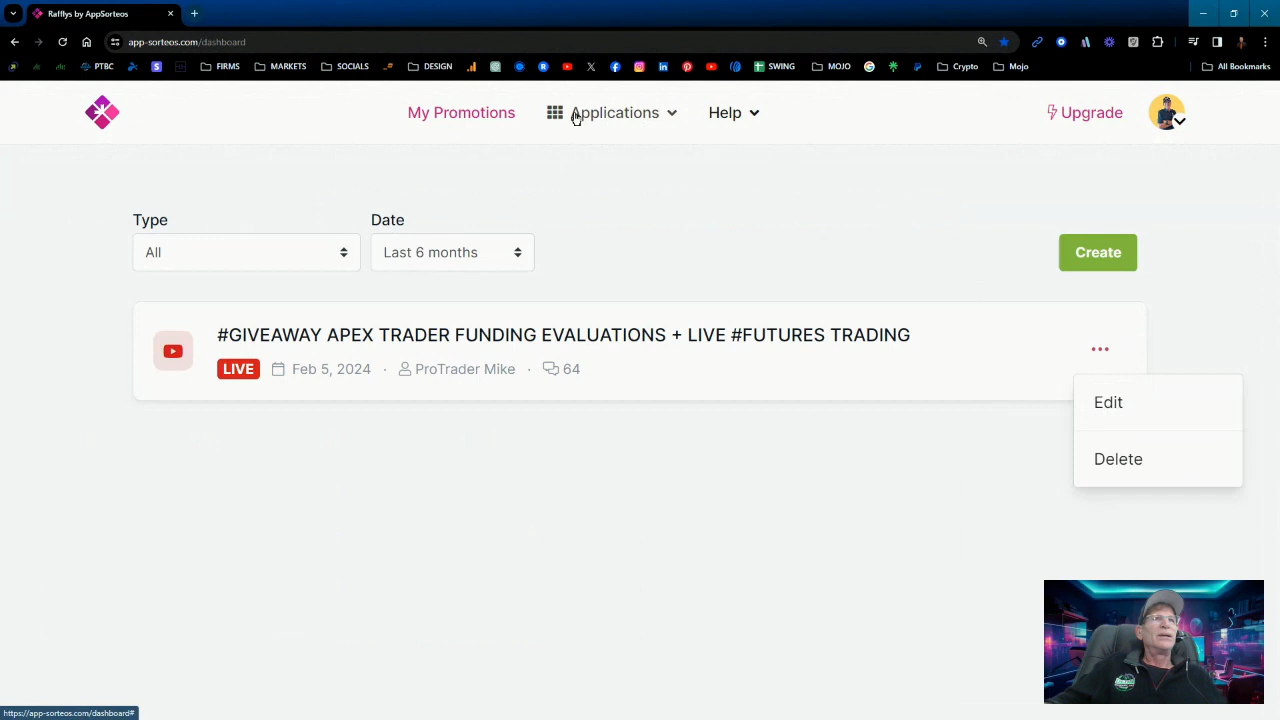 Rafflys by AppSorteos
app-sorteos.com/dashboard
PTBC FIRMS MARKETS SOCIALS DESIGN SWING MOJO Crypto Mojo All Bookmarks
My Promotions Applications Help Upgrade
Type Date
All Last 6 months Create
#GIVEAWAY APEX TRADER FUNDING EVALUATIONS + LIVE #FUTURES TRADING
LIVE Feb 5, 2024 · ProTrader Mike · 64
Edit
Delete
https://app-sorteos.com/dashboard#